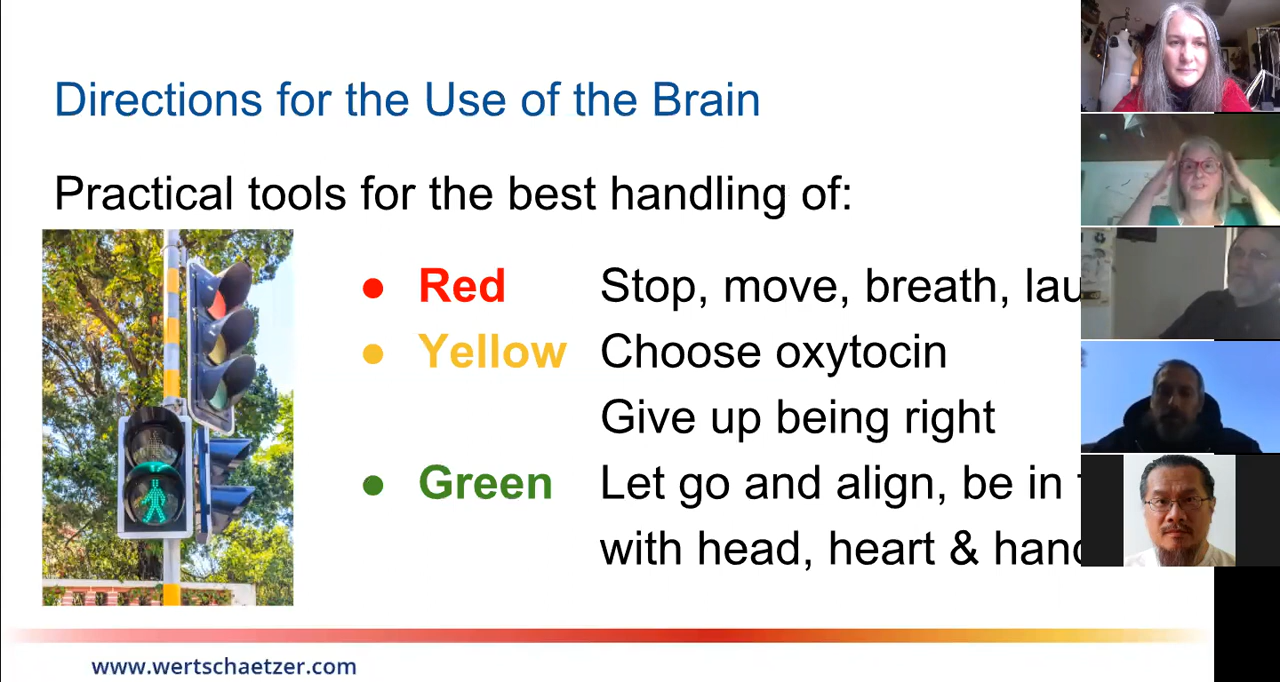 Directions for the Use of the Brain
Practical tools for the best handling of:
● Red Stop, move, breath,
● Yellow Choose oxytocin
Give up being right
● Green Let go and align, be in
with head, heart &
www.wertschaetzer.com